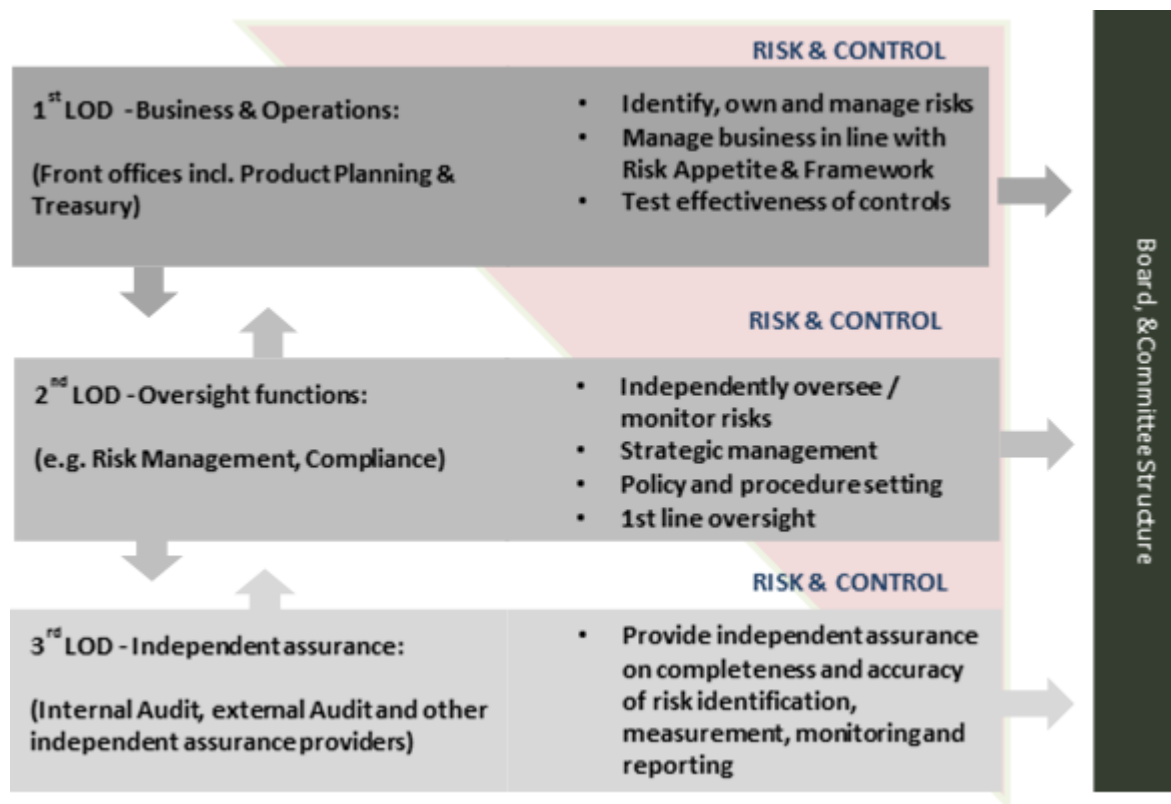 RISK & CONTROL
1st LOD - Business & Operations:
(Front offices incl. Product Planning &
Treasury)
• Identify, own and manage risks
• Manage business in line with
Risk Appetite & Framework
• Test effectiveness of controls
RISK & CONTROL
2nd LOD - Oversight functions:
(e.g. Risk Management, Compliance)
• Independently oversee /
monitor risks
• Strategic management
• Policy and procedure setting
• 1st line oversight
RISK & CONTROL
3rd LOD - Independent assurance:
(Internal Audit, external Audit and other
independent assurance providers)
• Provide independent assurance
on completeness and accuracy
of risk identification,
measurement, monitoring and
reporting
Board, &Committee Structure